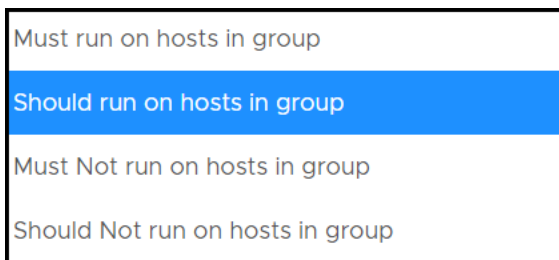 Must run on hosts in group
Should run on hosts in group
Must Not run on hosts in group
Should Not run on hosts in group